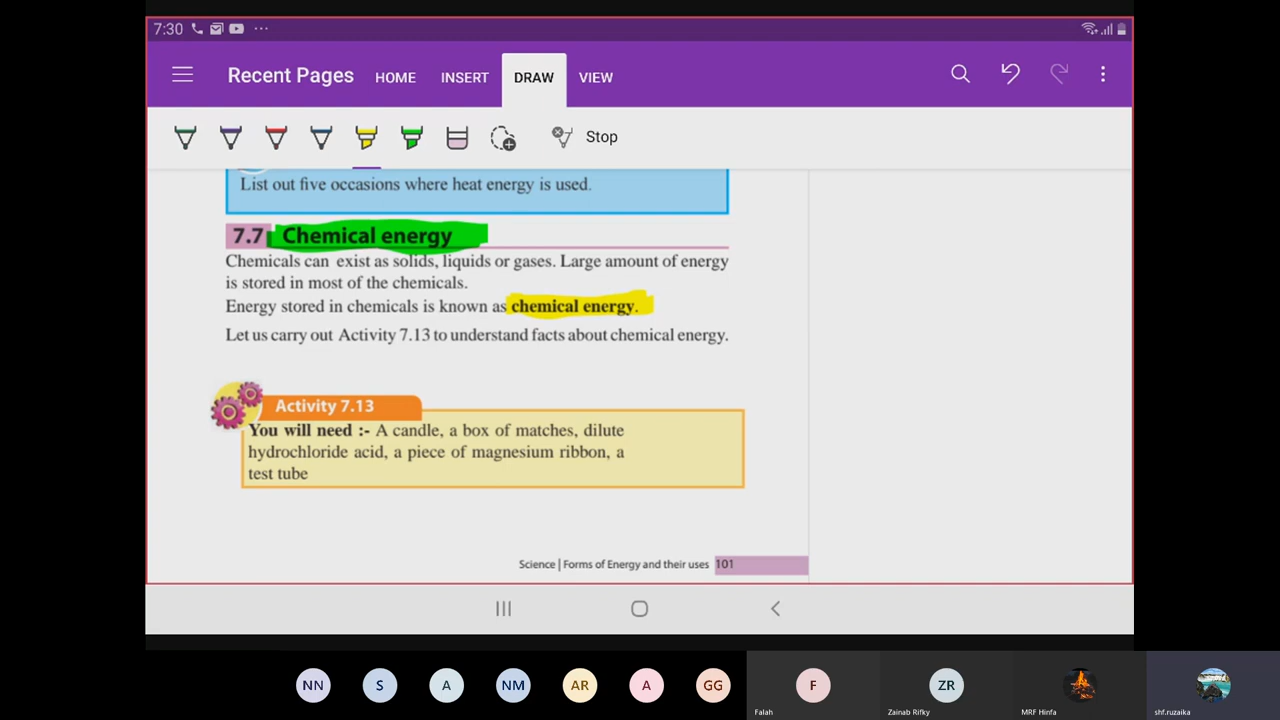 7:30
Recent Pages HOME INSERT DRAW VIEW
Stop
List out five occasions where heat energy is used.
7.7 Chemical energy
Chemicals can exist as solids, liquids or gases. Large amount of energy
is stored in most of the chemicals.
Energy stored in chemicals is known as chemical energy.
Let us carry out Activity 7.13 to understand facts about chemical energy.
Activity 7.13
You will need :- A candle, a box of matches, dilute
hydrochloride acid, a piece of magnesium ribbon, a
test tube
Science | Forms of Energy and their uses 101
NN S A NM AR A GG F ZR
Falah Zainab Rifky MRF Hinfa shf.ruzaika